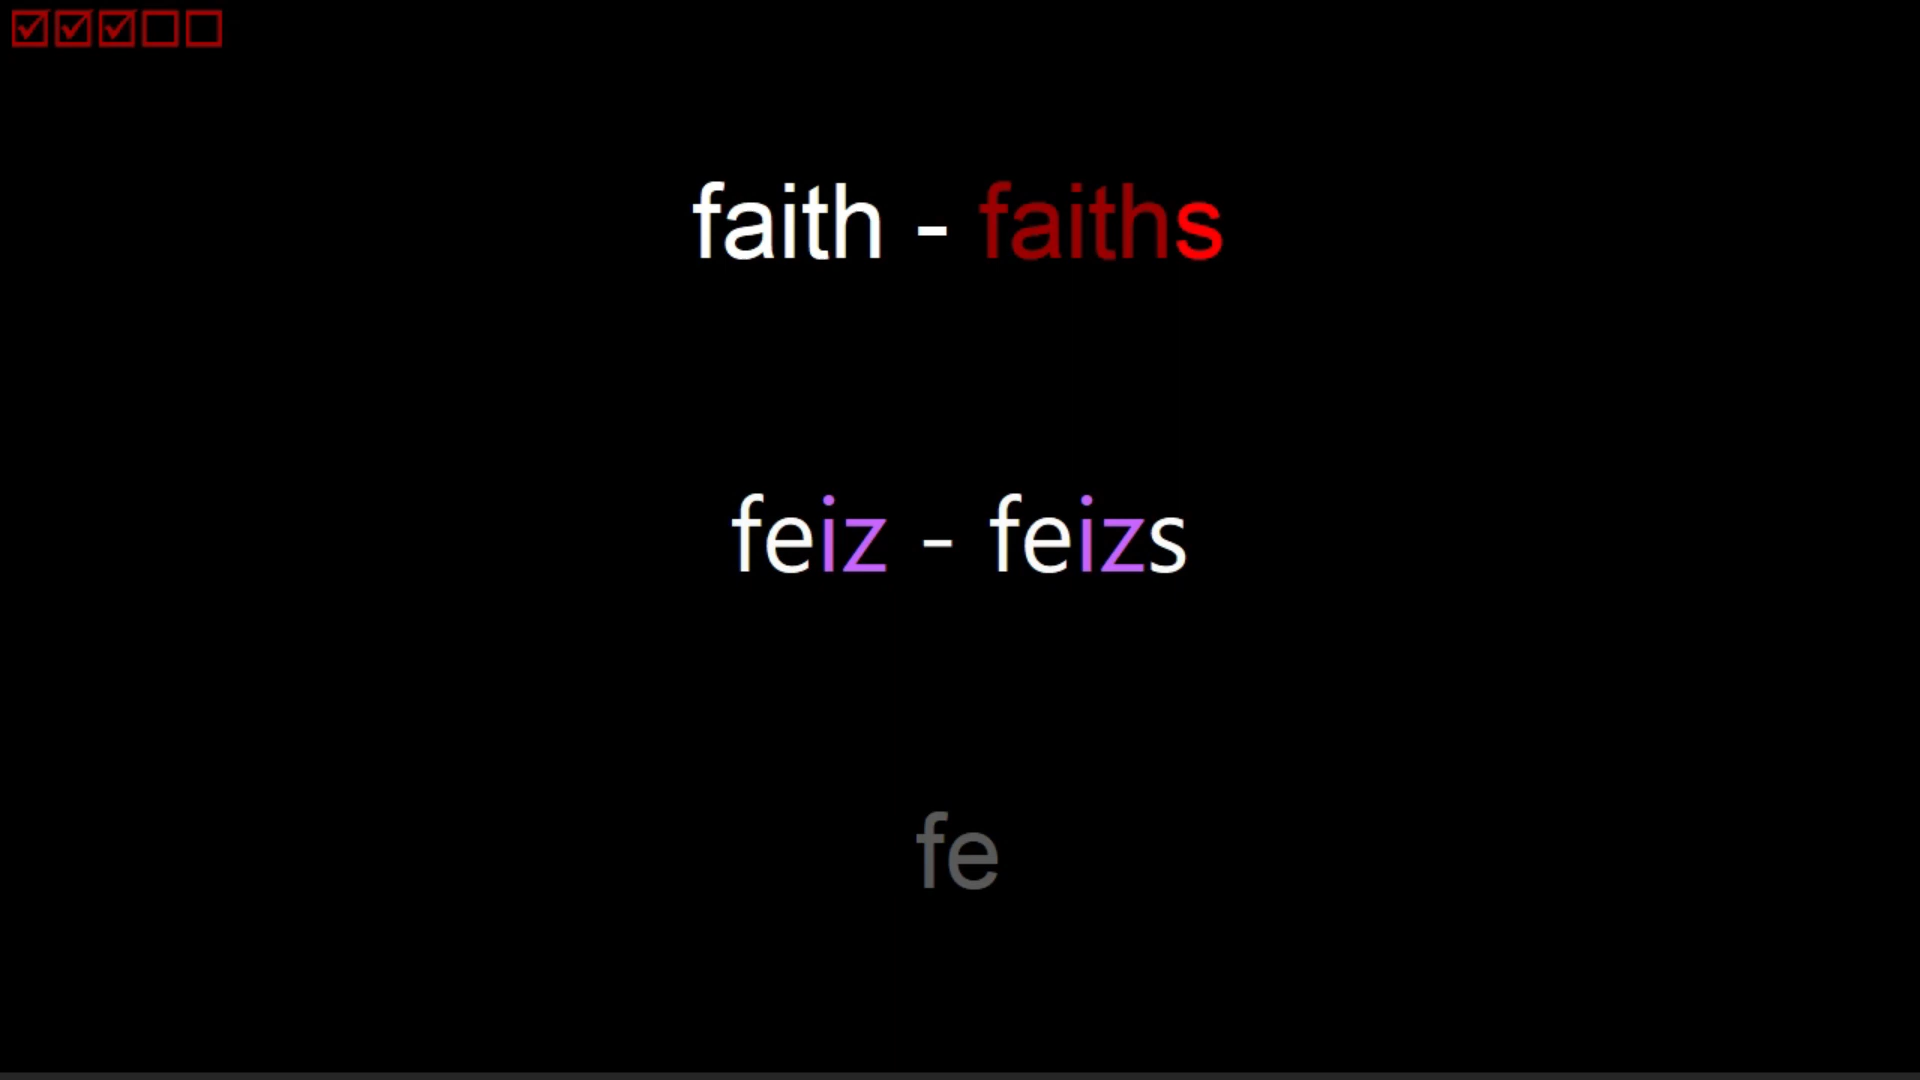 ☑☑☑☐☐
faith - faiths
feiz - feizs
fe